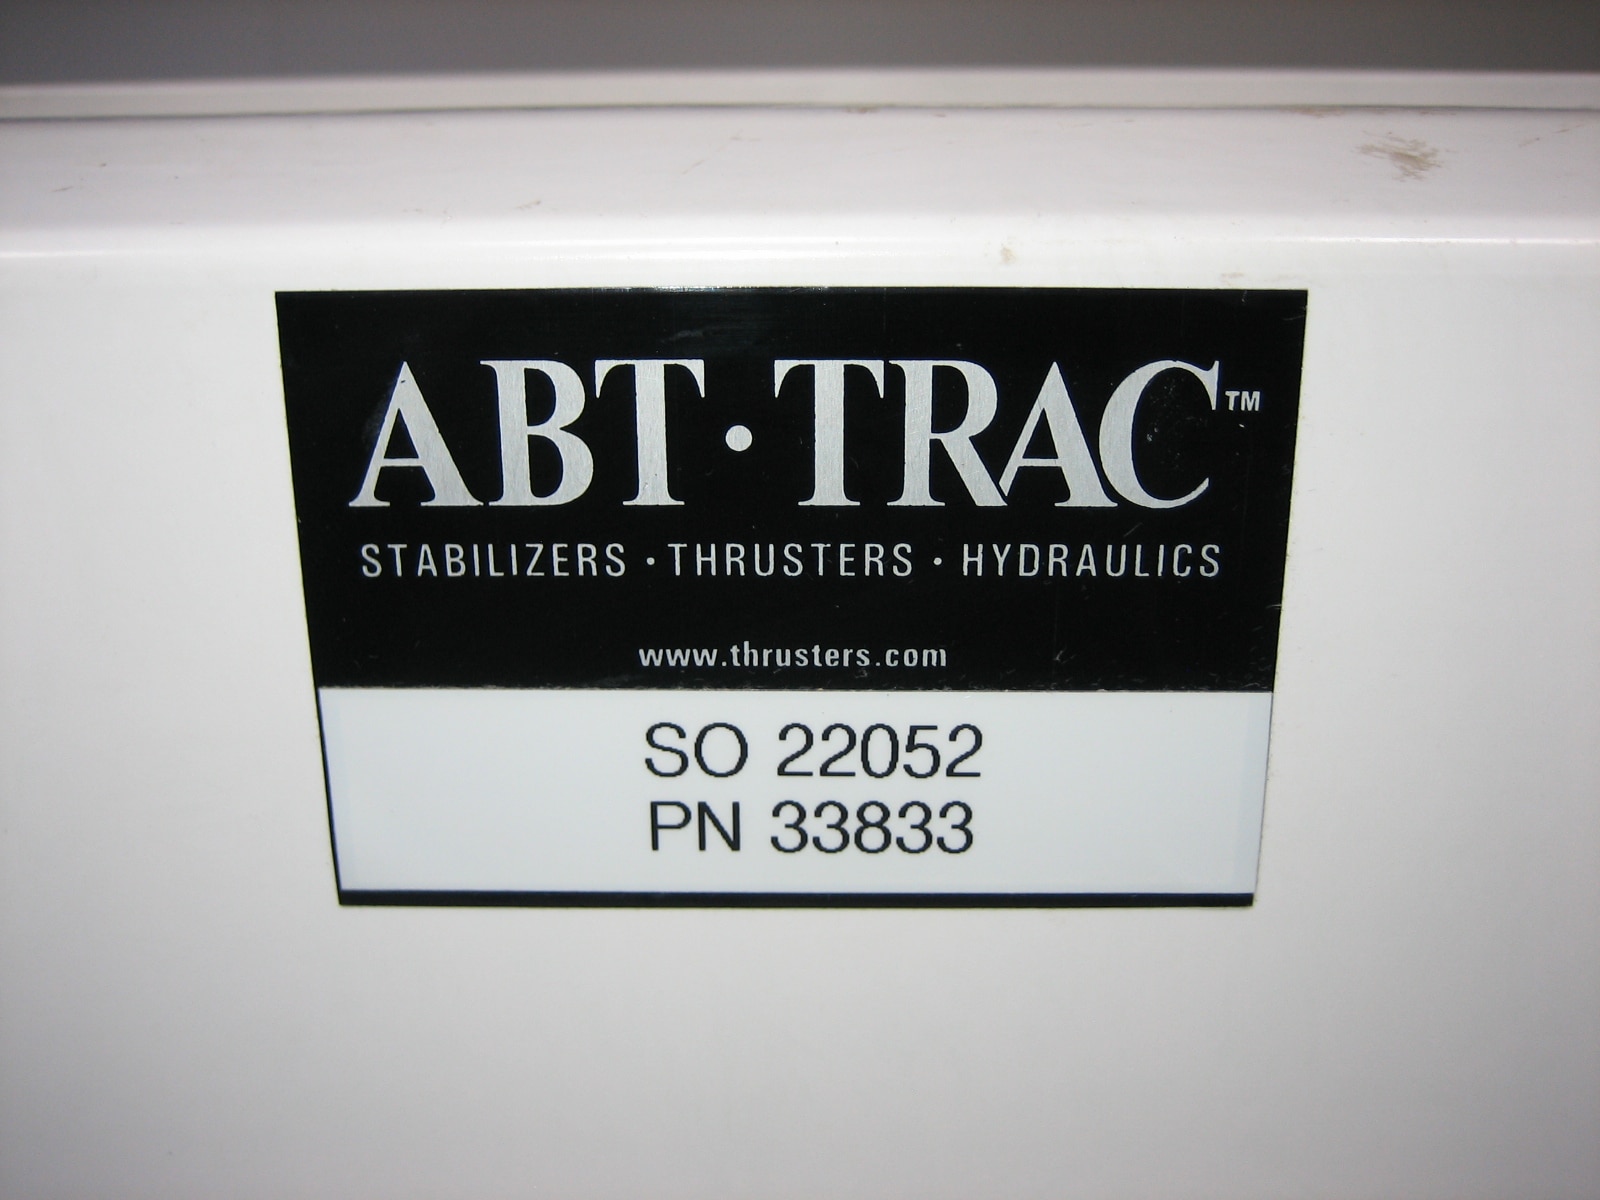 ABT·TRAC™
STABILIZERS · THRUSTERS · HYDRAULICS
www.thrusters.com
SO 22052
PN 33833